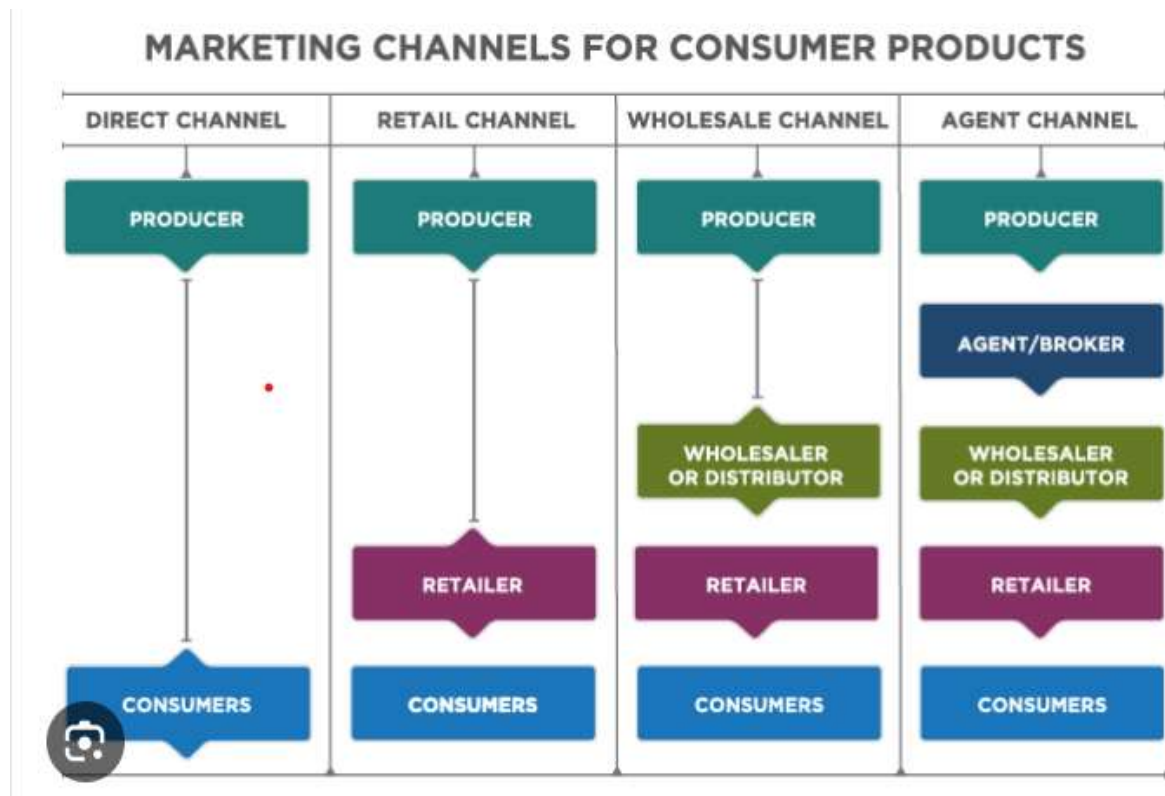 MARKETING CHANNELS FOR CONSUMER PRODUCTS
DIRECT CHANNEL
PRODUCER
CONSUMERS
RETAIL CHANNEL
PRODUCER
RETAILER
CONSUMERS
WHOLESALE CHANNEL
PRODUCER
WHOLESALER
OR DISTRIBUTOR
RETAILER
CONSUMERS
AGENT CHANNEL
PRODUCER
AGENT/BROKER
WHOLESALER
OR DISTRIBUTOR
RETAILER
CONSUMERS